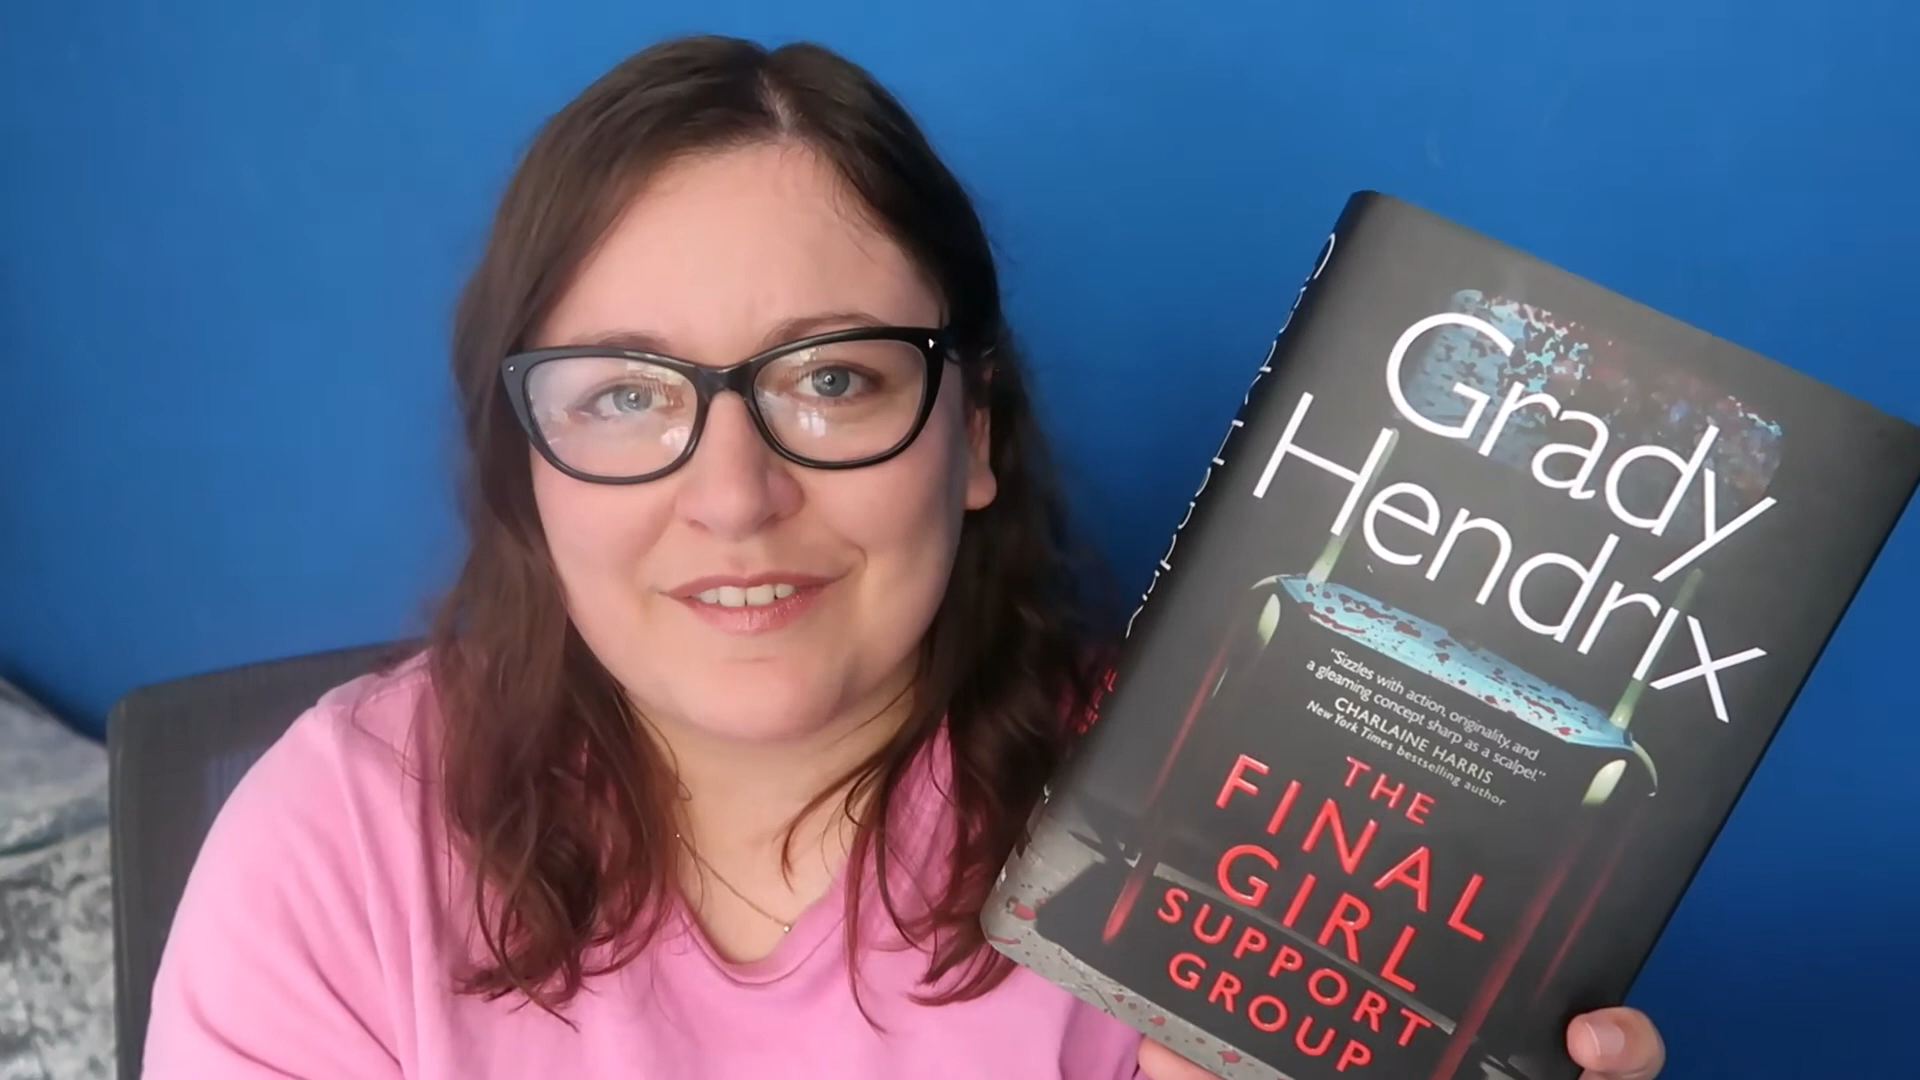 Grady
Hendrix
"Sizzles with action, originality, and
a gleaming concept sharp as a scalpel."
CHARLAINE HARRIS
New York Times bestselling author
THE
FINAL
GIRL
SUPPORT
GROUP